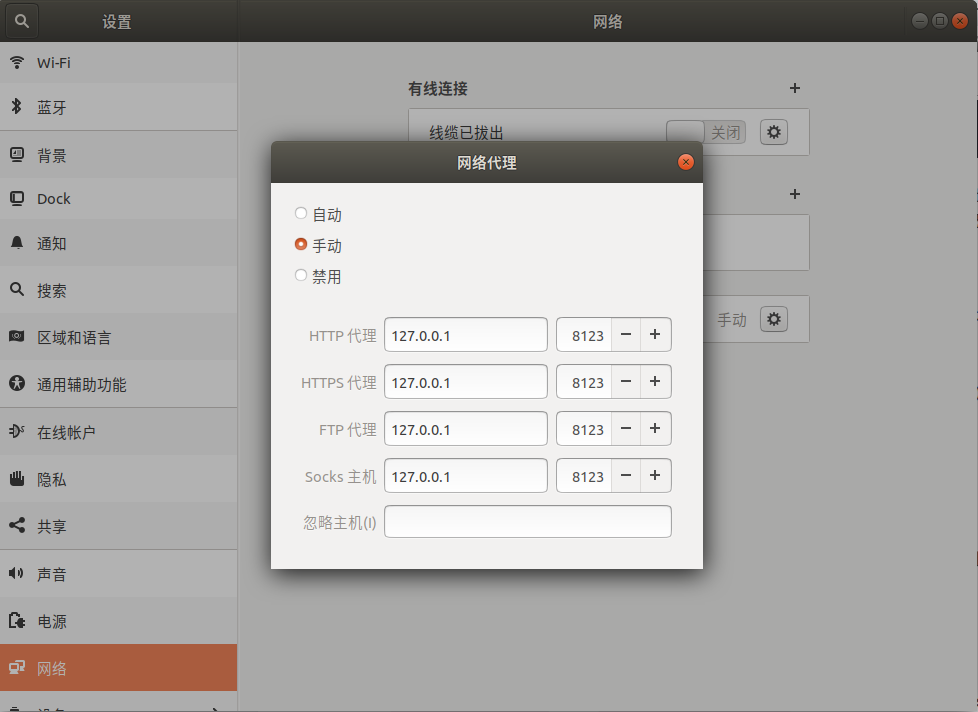 设置
网络
Wi-Fi
蓝牙
背景
Dock
通知
搜索
区域和语言
通用辅助功能
在线帐户
隐私
共享
声音
电源
网络
有线连接
线缆已拔出
关闭
手动
网络代理
自动
手动
禁用
HTTP 代理 127.0.0.1 8123
HTTPS 代理 127.0.0.1 8123
FTP 代理 127.0.0.1 8123
Socks 主机 127.0.0.1 8123
忽略主机(I)